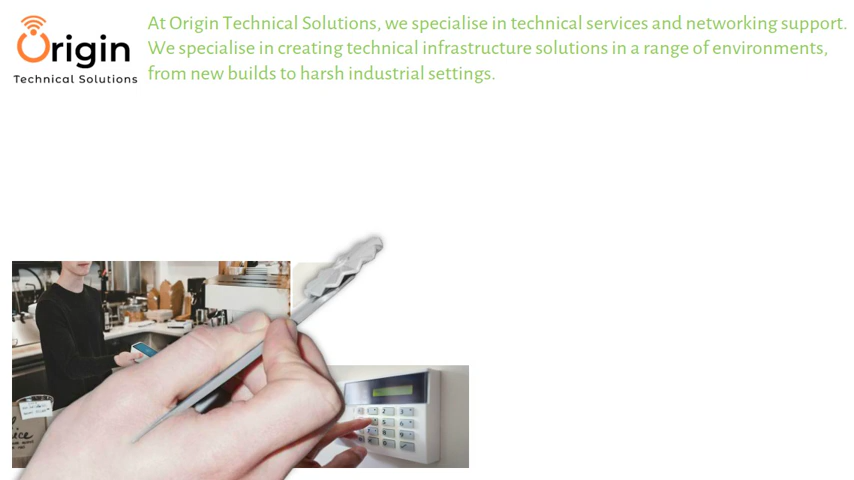 Origin
Technical Solutions
At Origin Technical Solutions, we specialise in technical services and networking support.
We specialise in creating technical infrastructure solutions in a range of environments,
from new builds to harsh industrial settings.